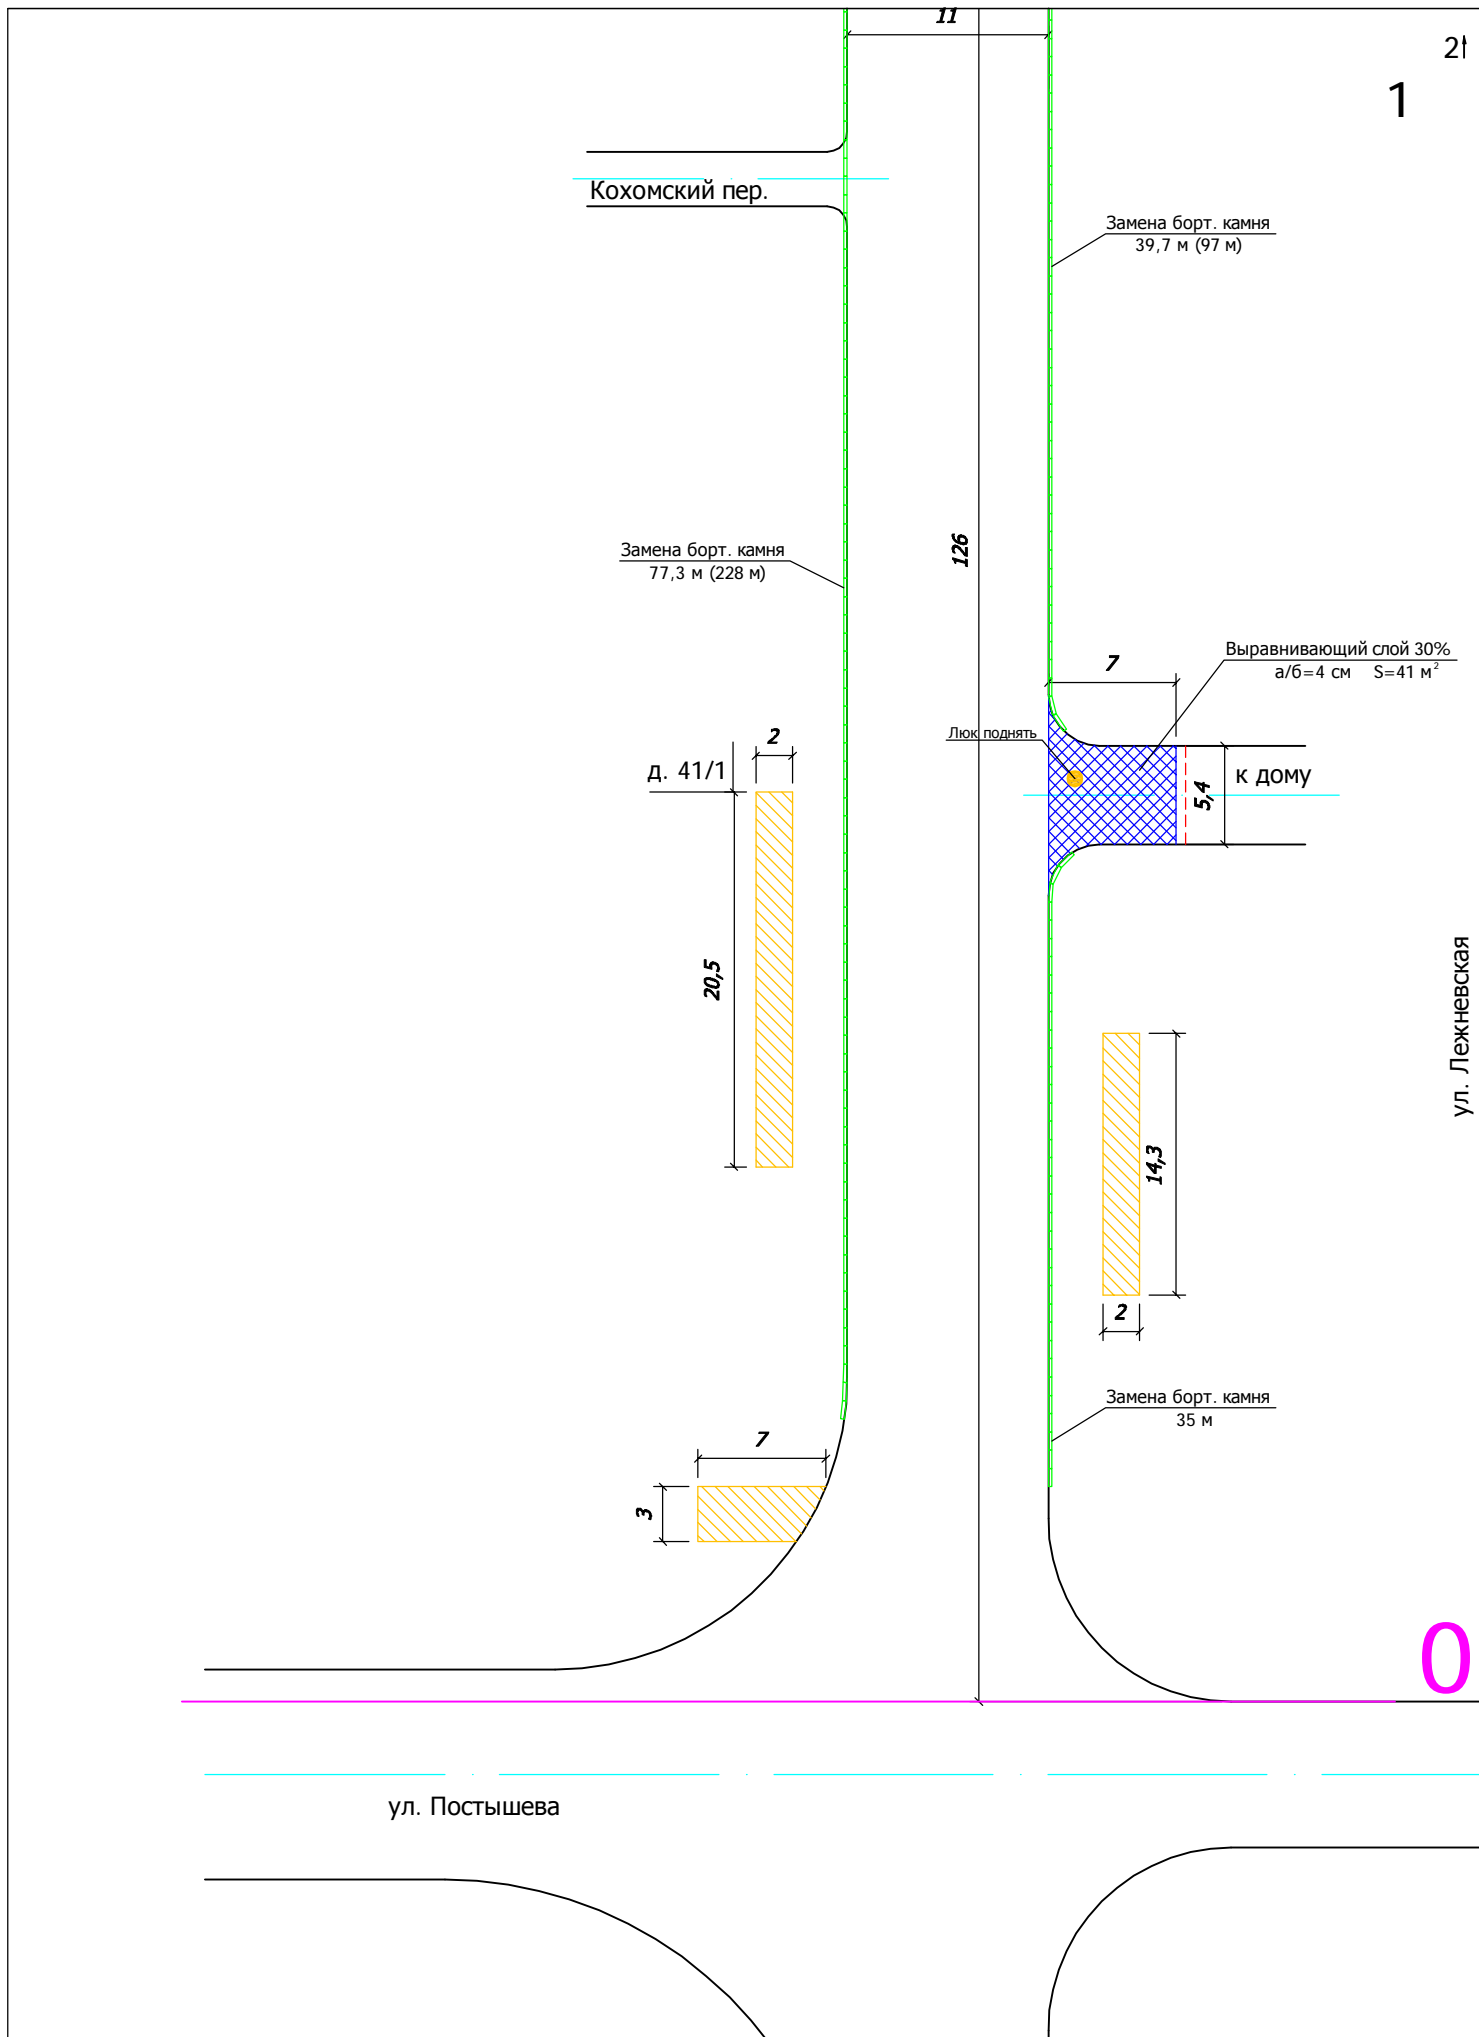 11
2
1
Кохомский пер.
Замена борт. камня
39,7 м (97 м)
126
Замена борт. камня
77,3 м (228 м)
7
Выравнивающий слой 30%
а/б=4 см S=41 м²
Люк поднять
2
д. 41/1
к дому
5,4
20,5
14,3
ул. Лежневская
2
Замена борт. камня
35 м
7
3
0
ул. Постышева